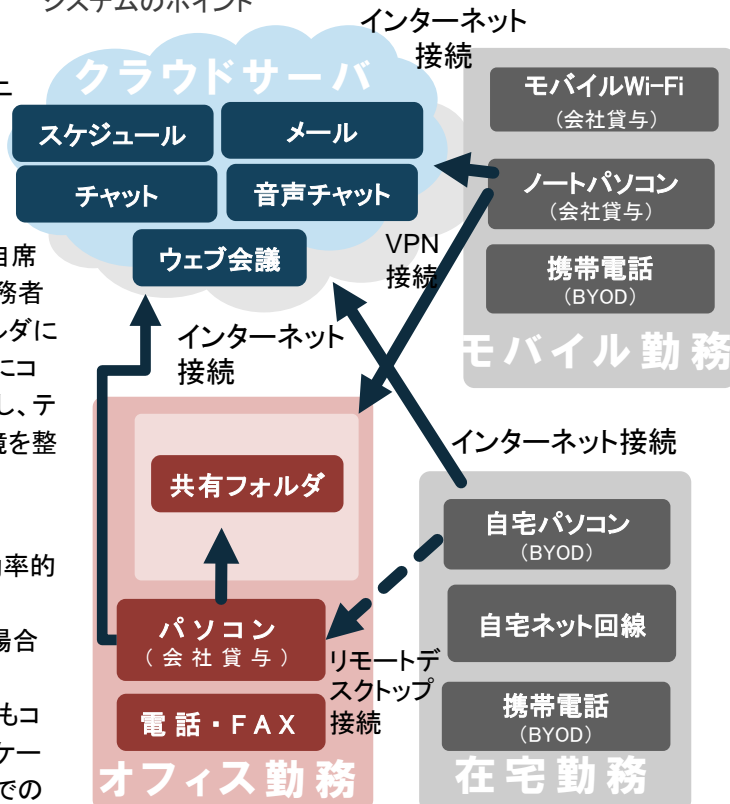 システムのポイント
自席
務者
ルダに
にコ
し、テ
境を整
率的
場合
もコ
ケー
での
インターネット
接続
クラウドサーバ
スケジュール
メール
チャット
音声チャット
ウェブ会議
モバイルWi-Fi
(会社貸与)
ノートパソコン
(会社貸与)
携帯電話
(BYOD)
モバイル勤務
VPN
接続
インターネット
接続
インターネット接続
共有フォルダ
パソコン
(会社貸与)
電話・FAX
オフィス勤務
リモートデ
スクトップ
接続
自宅パソコン
(BYOD)
自宅ネット回線
携帯電話
(BYOD)
在宅勤務